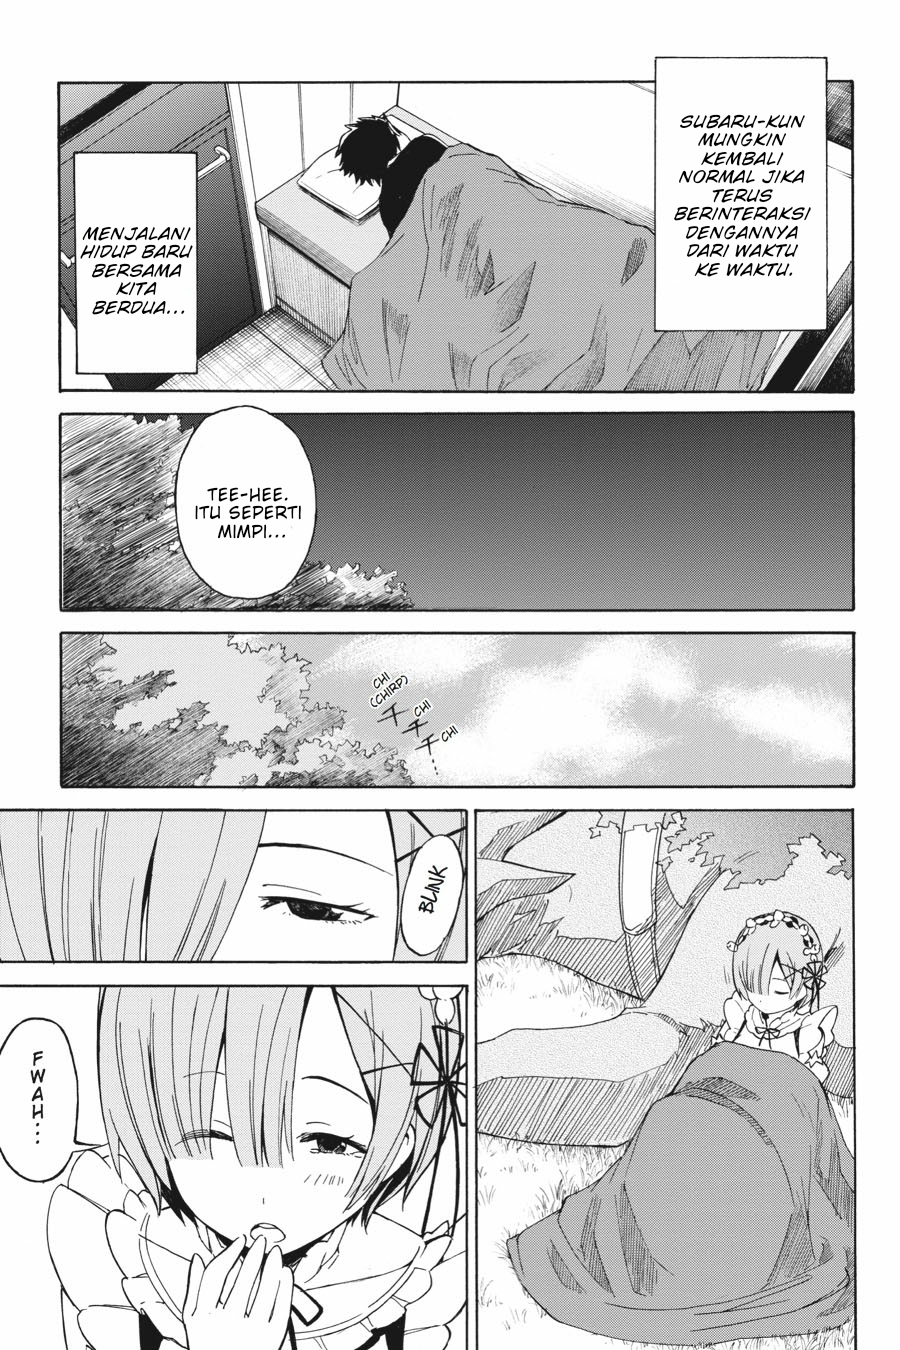 SUBARU-KUN
MUNGKIN
KEMBALI
NORMAL JIKA
TERUS
BERINTERAKSI
DENGANNYA
DARI WAKTU
KE WAKTU.
MENJALANI
HIDUP BARU
BERSAMA
KITA
BERDUA...
TEE-HEE.
ITU SEPERTI
MIMPI...
CHI
(CHIRP)
チ
CHI
チ
CHI
チ……
BLINK
FWAH...